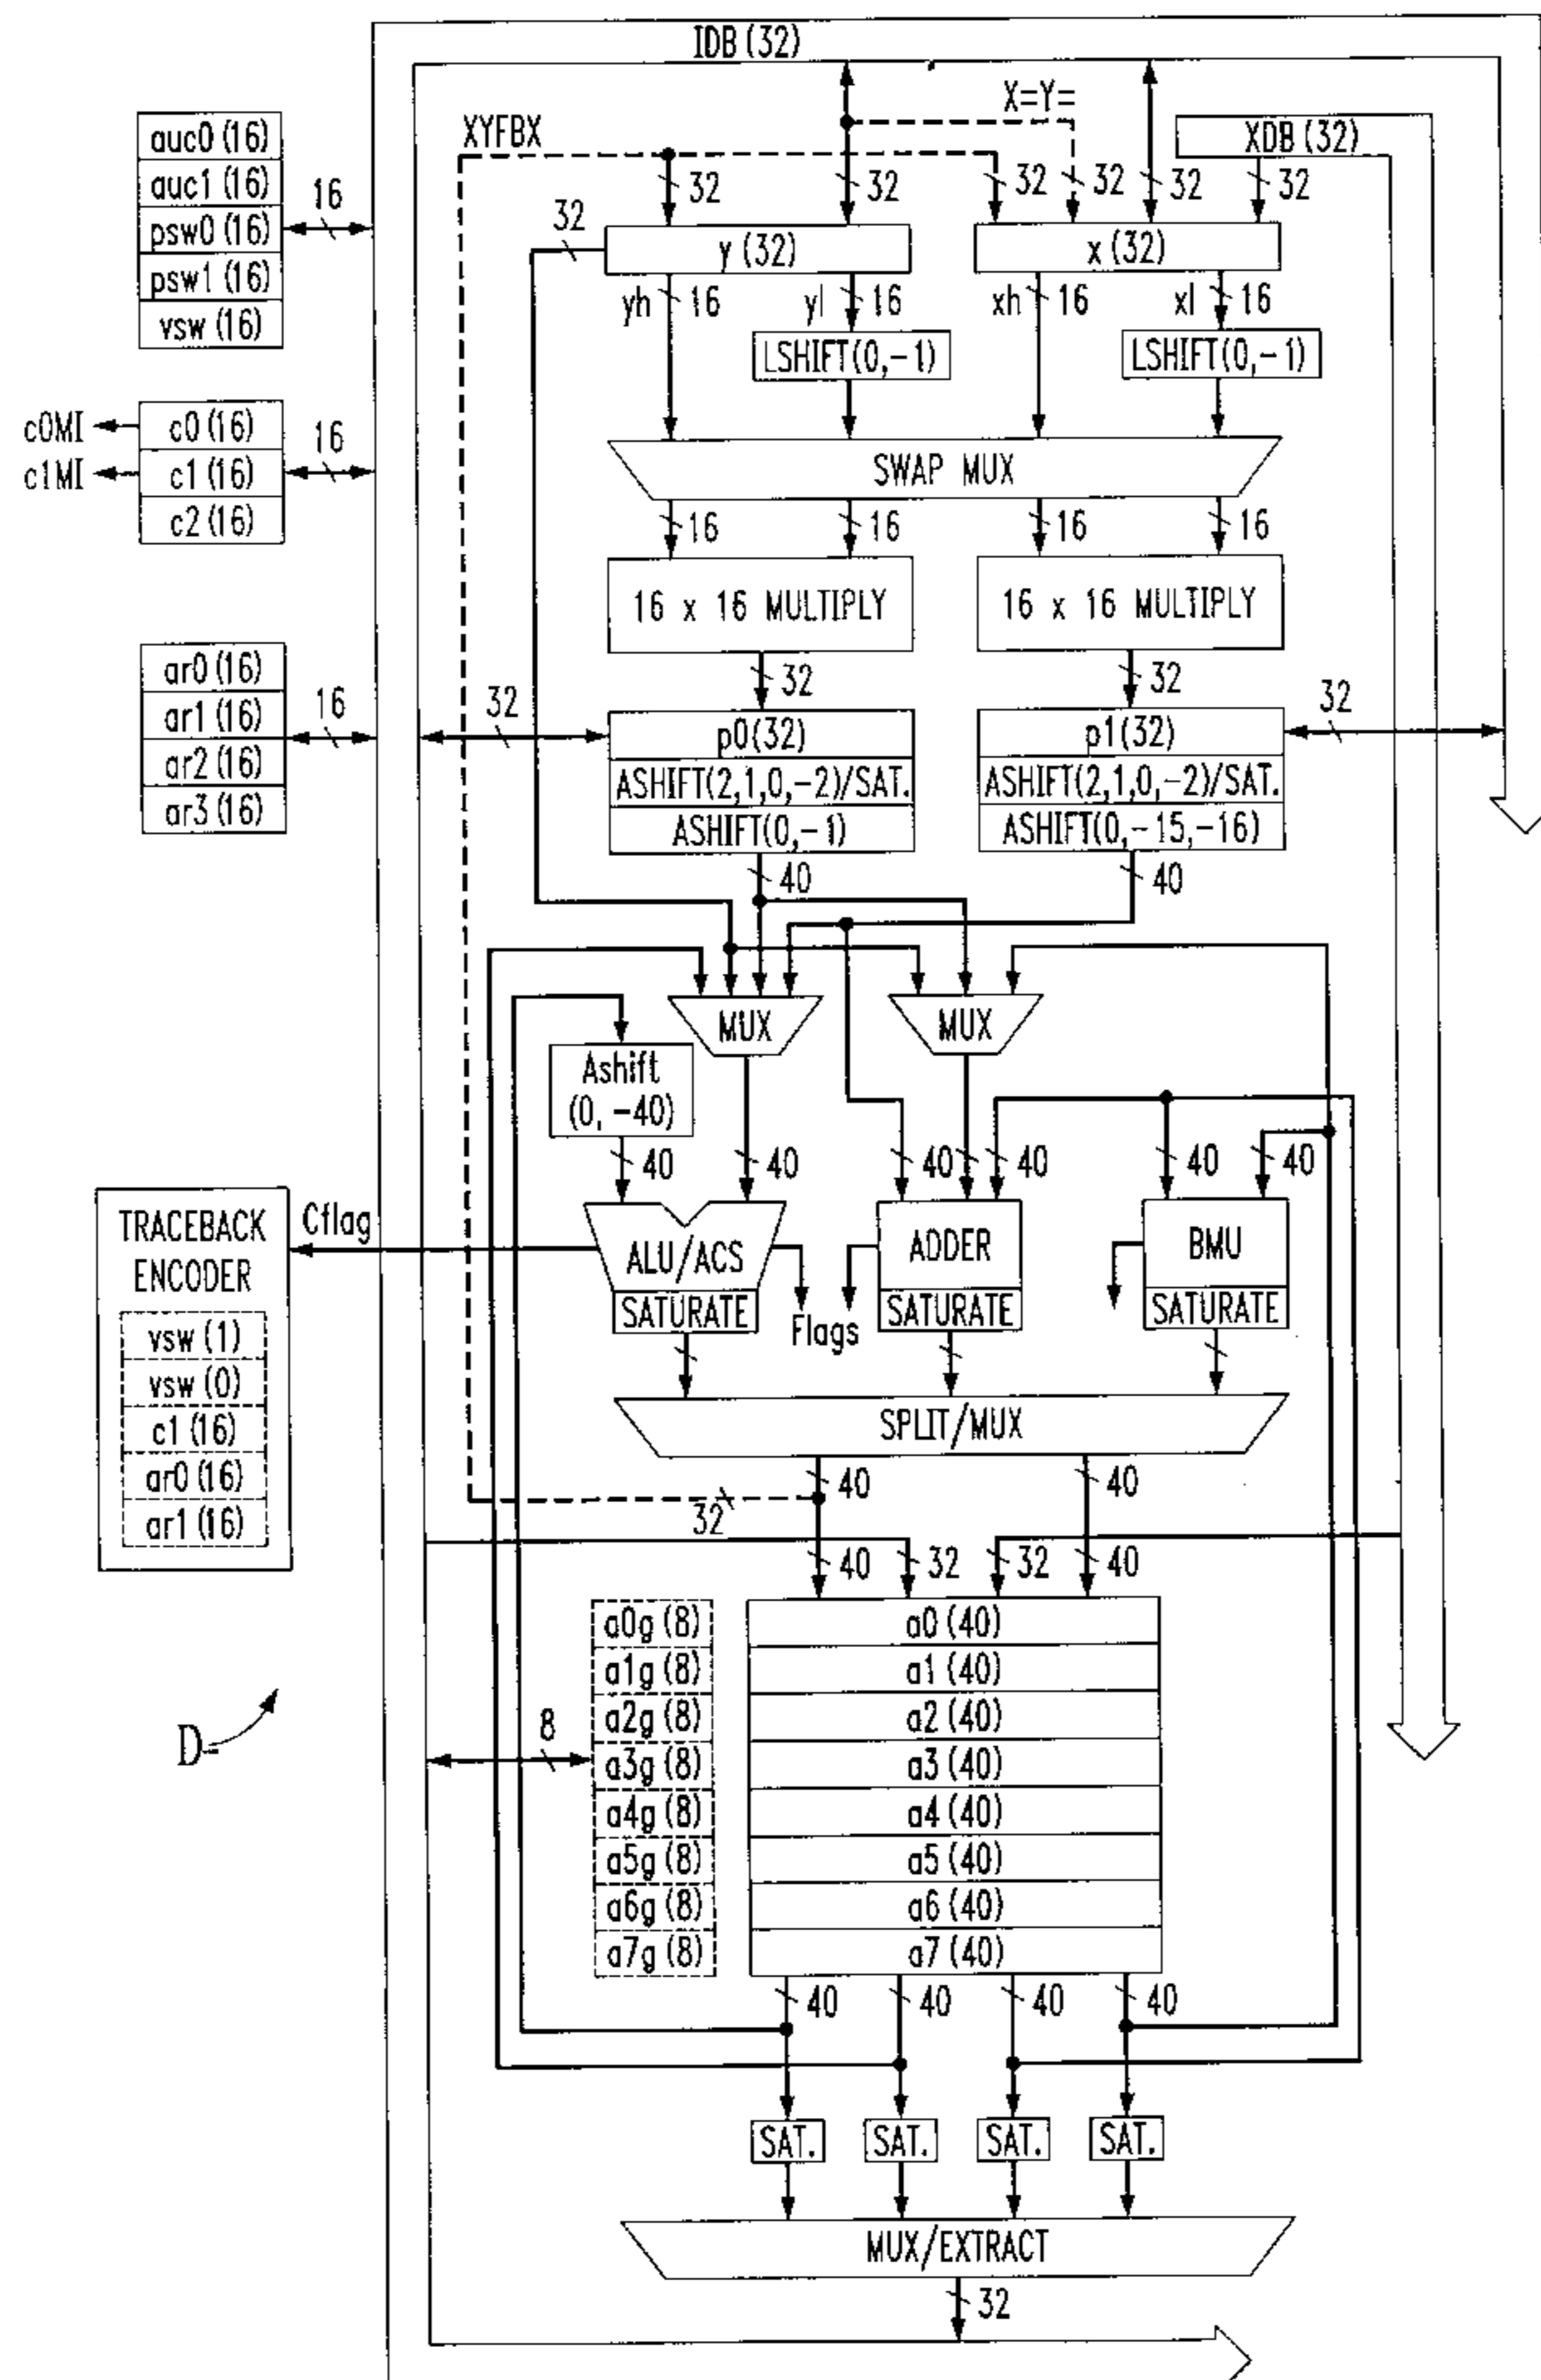 IDB (32)
X=Y=
XYFBX
XDB (32)
auc0 (16)
auc1 (16)
psw0 (16)
psw1 (16)
vsw (16)
16
32
32
32
32
32
32
32
y (32)
x (32)
yh
16
yl
16
xh
16
xl
16
LSHIFT(0,-1)
LSHIFT(0,-1)
c0MI
c1MI
c0 (16)
c1 (16)
c2 (16)
16
SWAP MUX
16
16
16
16
16 x 16 MULTIPLY
16 x 16 MULTIPLY
32
32
ar0 (16)
ar1 (16)
ar2 (16)
ar3 (16)
16
32
p0(32)
ASHIFT(2,1,0,-2)/SAT.
ASHIFT(0,-1)
p1(32)
ASHIFT(2,1,0,-2)/SAT.
ASHIFT(0,-15,-16)
32
40
40
MUX
MUX
Ashift
(0, -40)
40
40
40
40
40
40
TRACEBACK
ENCODER
vsw (1)
vsw (0)
c1 (16)
ar0 (16)
ar1 (16)
Cflag
ALU/ACS
SATURATE
Flags
ADDER
SATURATE
BMU
SATURATE
SPLIT/MUX
40
40
32
40
32
32
40
a0g (8)
a1g (8)
a2g (8)
a3g (8)
a4g (8)
a5g (8)
a6g (8)
a7g (8)
a0 (40)
a1 (40)
a2 (40)
a3 (40)
a4 (40)
a5 (40)
a6 (40)
a7 (40)
D
8
40
40
40
40
SAT.
SAT.
SAT.
SAT.
MUX/EXTRACT
32